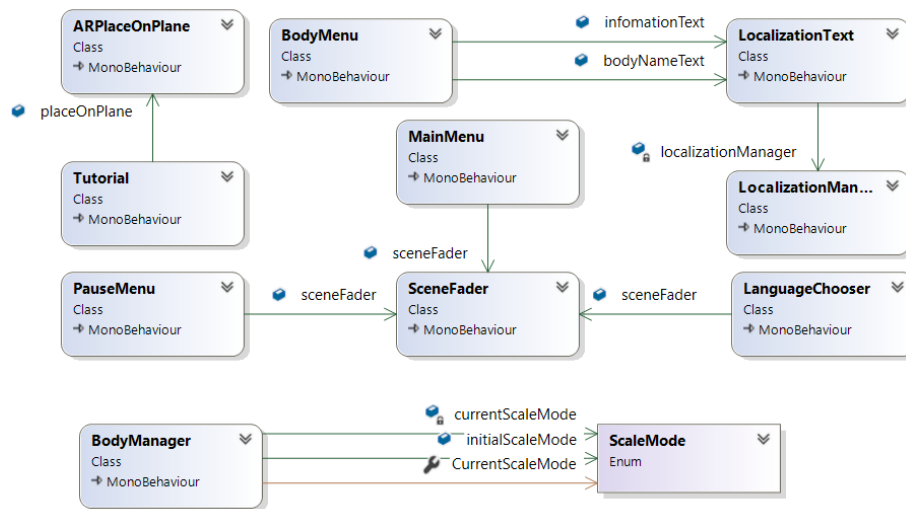 ARPlaceOnPlane
Class
MonoBehaviour
BodyMenu
Class
MonoBehaviour
infomationText
bodyNameText
LocalizationText
Class
MonoBehaviour
placeOnPlane
MainMenu
Class
MonoBehaviour
localizationManager
Tutorial
Class
MonoBehaviour
LocalizationMan...
Class
MonoBehaviour
sceneFader
PauseMenu
Class
MonoBehaviour
sceneFader
SceneFader
Class
MonoBehaviour
sceneFader
LanguageChooser
Class
MonoBehaviour
currentScaleMode
initialScaleMode
CurrentScaleMode
BodyManager
Class
MonoBehaviour
ScaleMode
Enum